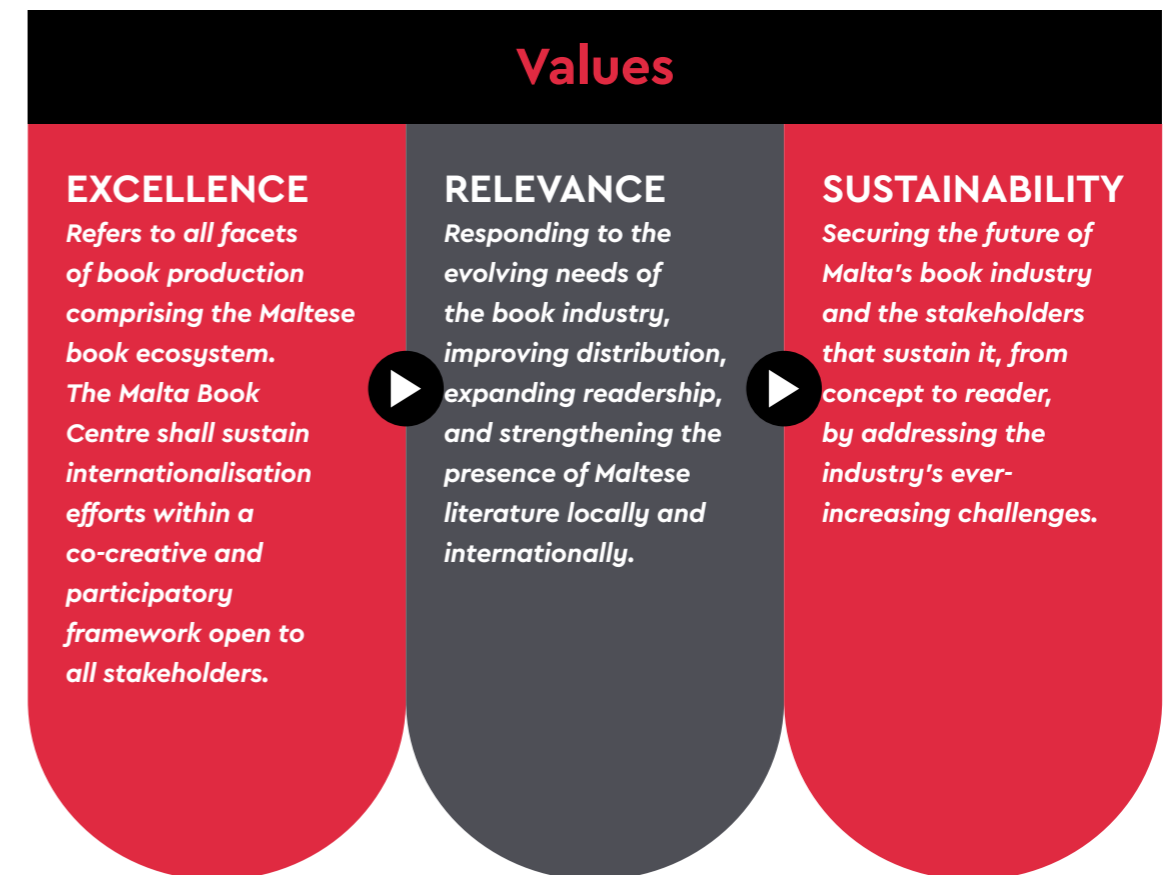 Values
EXCELLENCE
Refers to all facets
of book production
comprising the Maltese
book ecosystem.
The Malta Book
Centre shall sustain
internationalisation
efforts within a
co-creative and
participatory
framework open to
all stakeholders.
RELEVANCE
Responding to the
evolving needs of
the book industry,
improving distribution,
expanding readership,
and strengthening the
presence of Maltese
literature locally and
internationally.
SUSTAINABILITY
Securing the future of
Malta's book industry
and the stakeholders
that sustain it, from
concept to reader,
by addressing the
industry's ever-
increasing challenges.